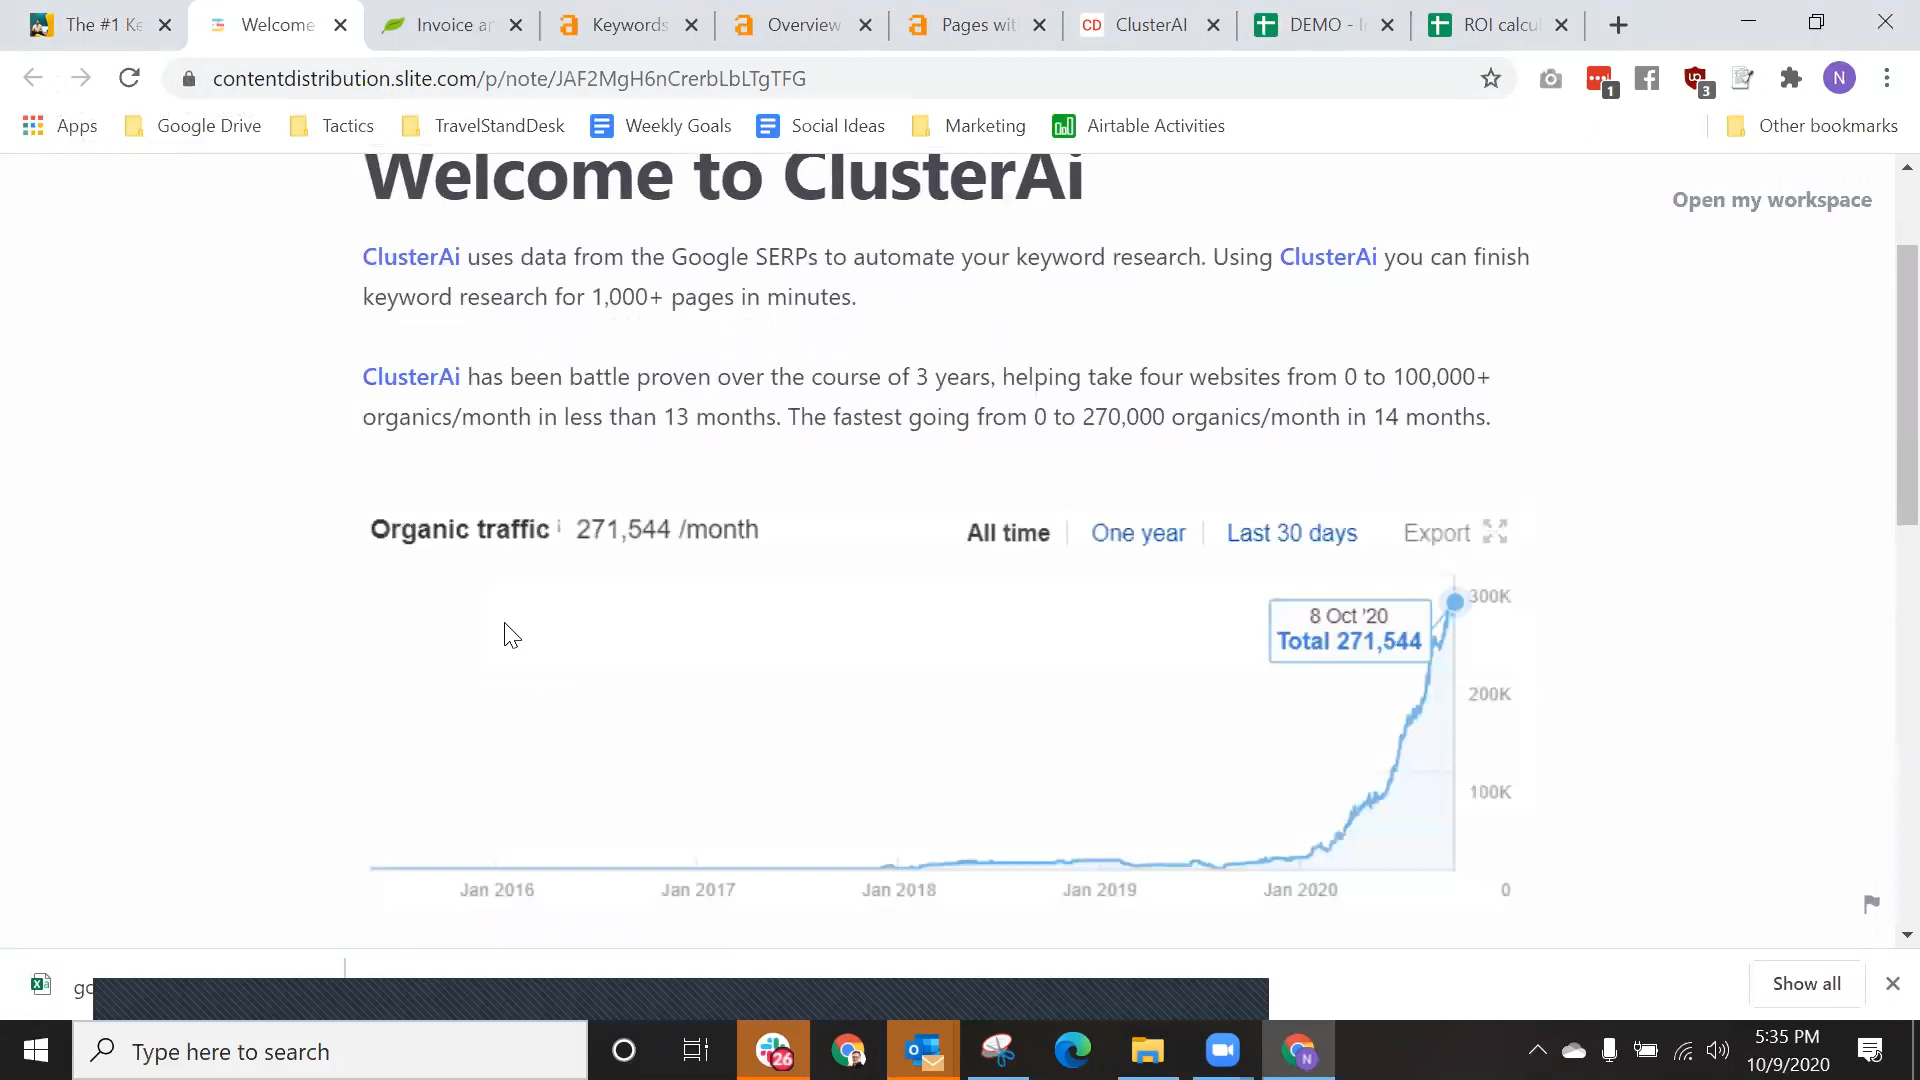 The #1 Ke
Welcome
Invoice a
Keywords
Overview
Pages wit
CD
ClusterAI
DEMO - I
ROI calcu
contentdistribution.slite.com/p/note/JAF2MgH6nCrerbLbLTgTFG
1
3
N
Apps
Google Drive
Tactics
TravelStandDesk
Weekly Goals
Social Ideas
Marketing
Airtable Activities
Other bookmarks
Welcome to ClusterAi
Open my workspace
ClusterAi uses data from the Google SERPs to automate your keyword research. Using ClusterAi you can finish
keyword research for 1,000+ pages in minutes.
ClusterAi has been battle proven over the course of 3 years, helping take four websites from 0 to 100,000+
organics/month in less than 13 months. The fastest going from 0 to 270,000 organics/month in 14 months.
Organic traffic i 271,544 /month
All time
One year
Last 30 days
Export
8 Oct '20
Total 271,544
300K
200K
100K
Jan 2016
Jan 2017
Jan 2018
Jan 2019
Jan 2020
0
Show all
Type here to search
26
N
5:35 PM
10/9/2020